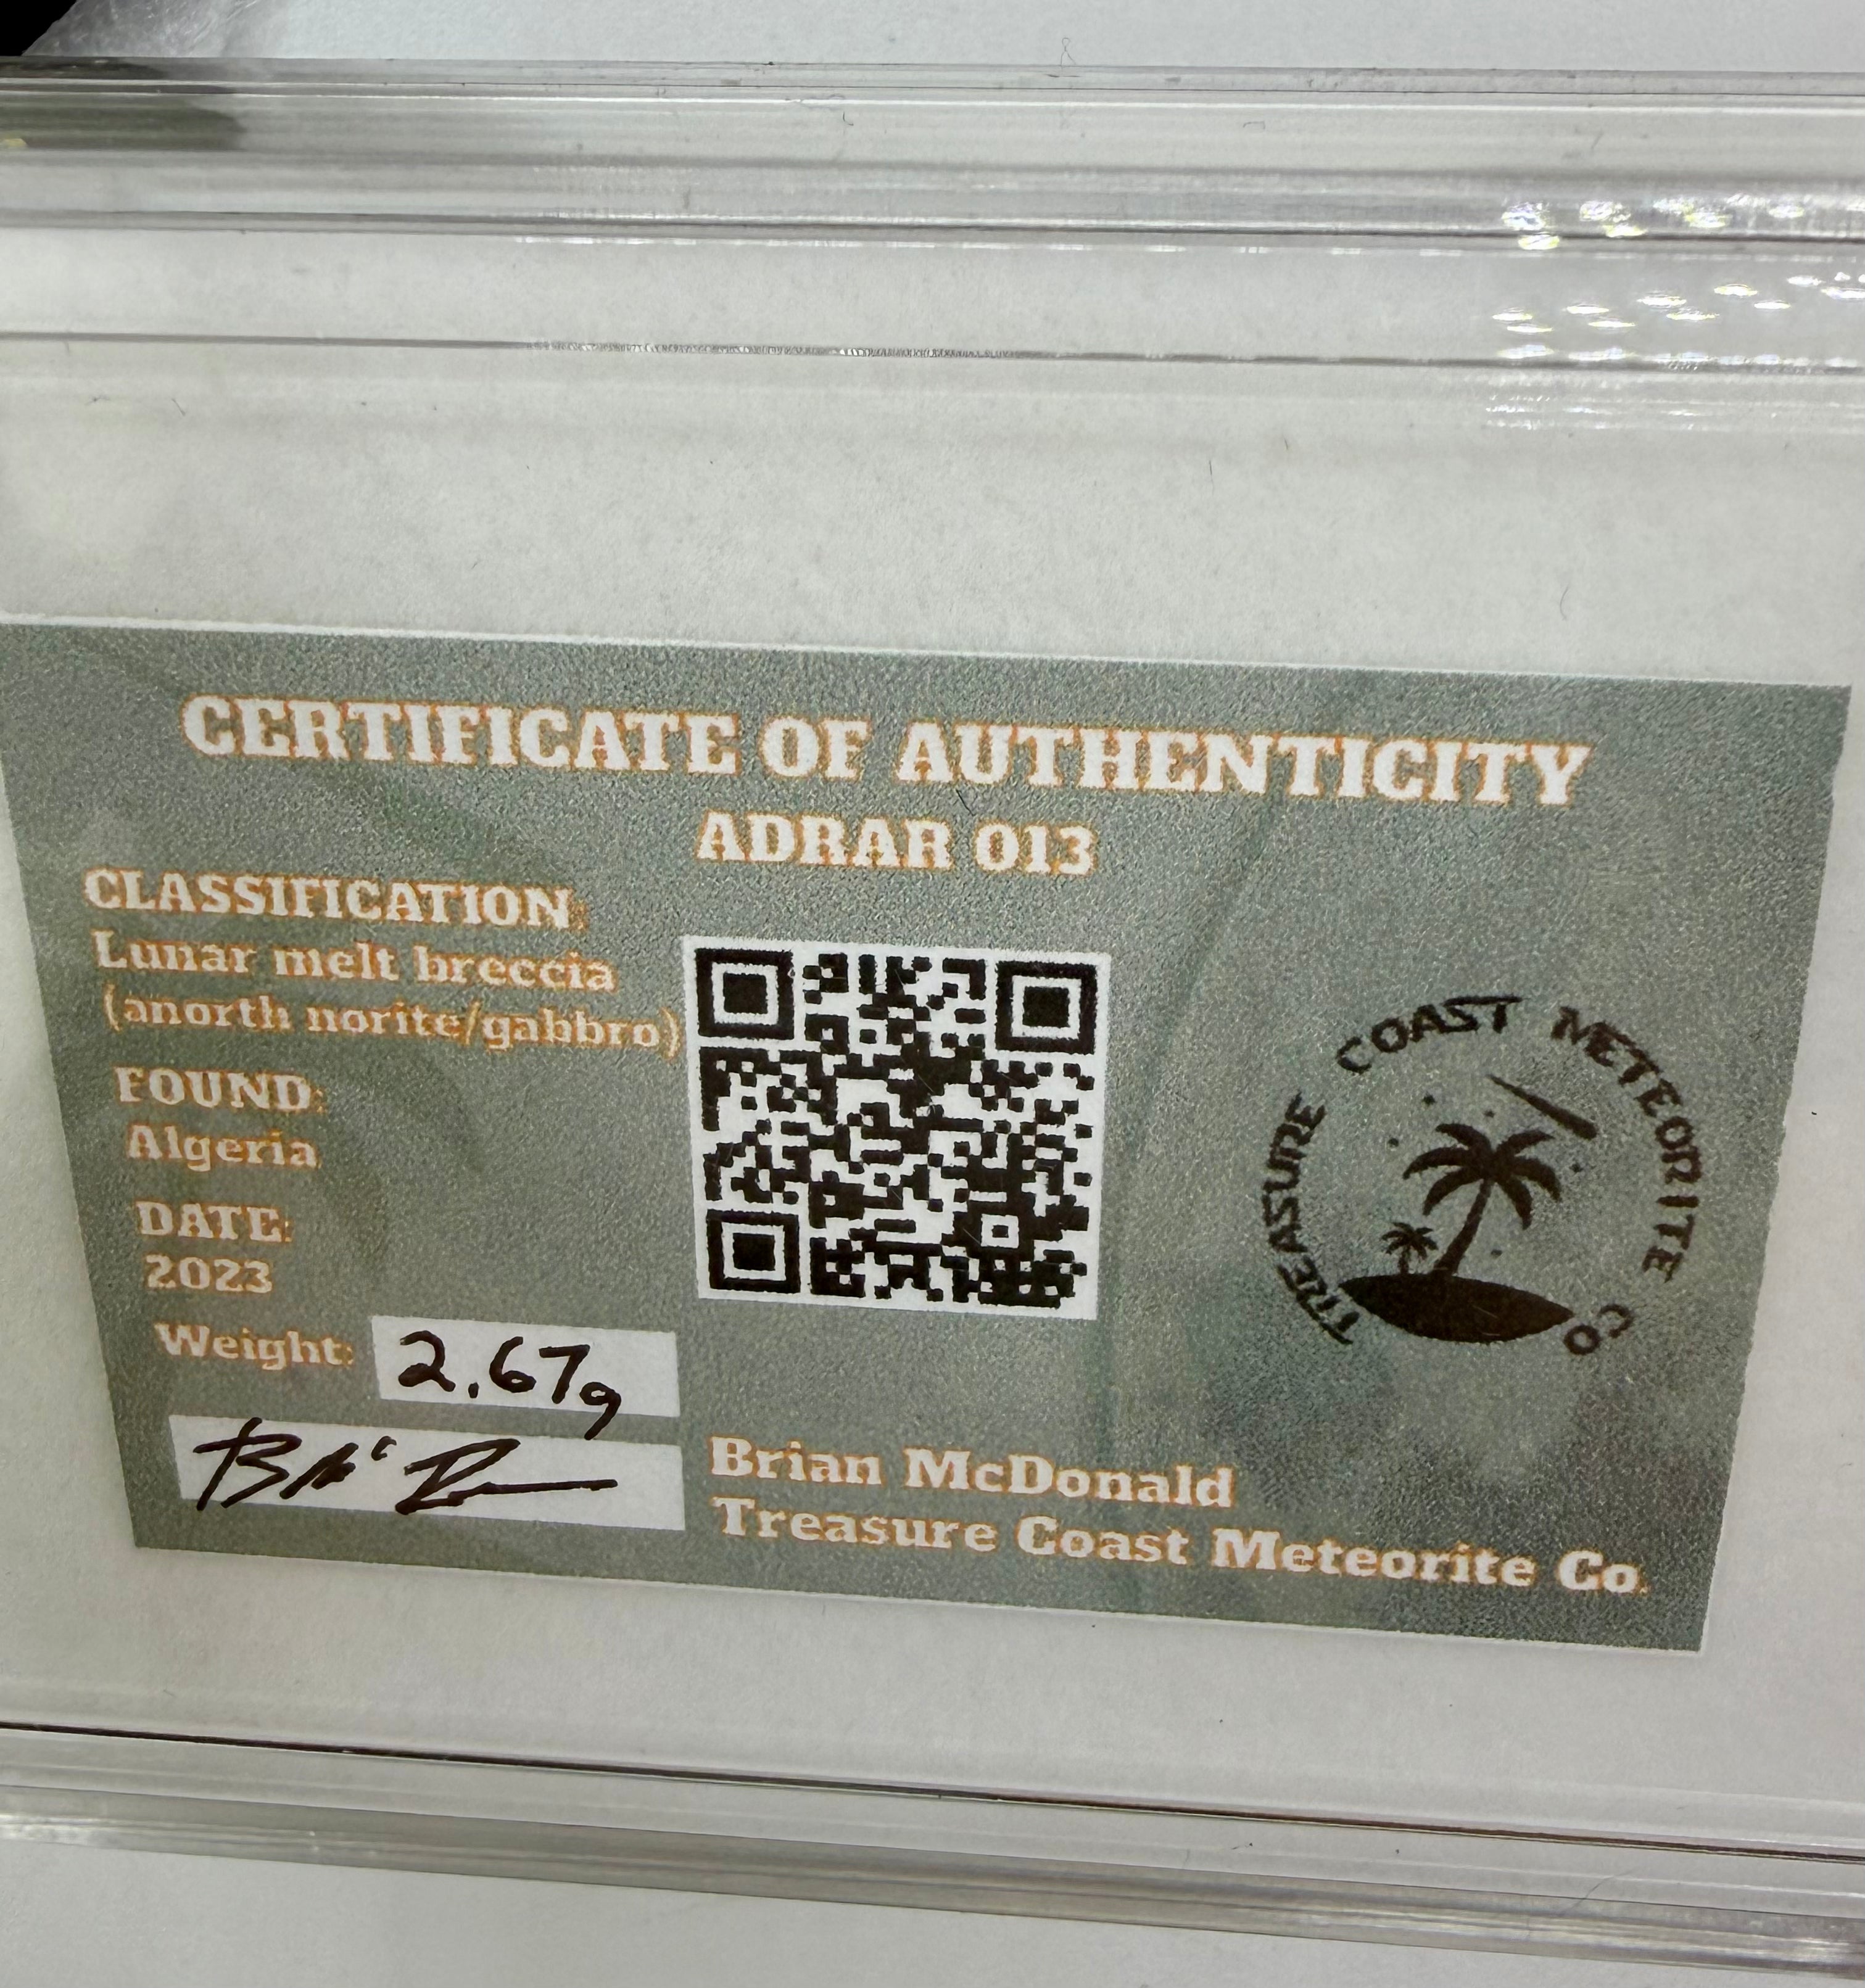 CERTIFICATE OF AUTHENTICITY
ADRAR 013
CLASSIFICATION:
Lunar melt breccia
(anorth norite/gabbro)
FOUND:
Algeria
DATE:
2023
Weight: 2.67g
Brian McDonald
Treasure Coast Meteorite Co.
TREASURE COAST METEORITE CO